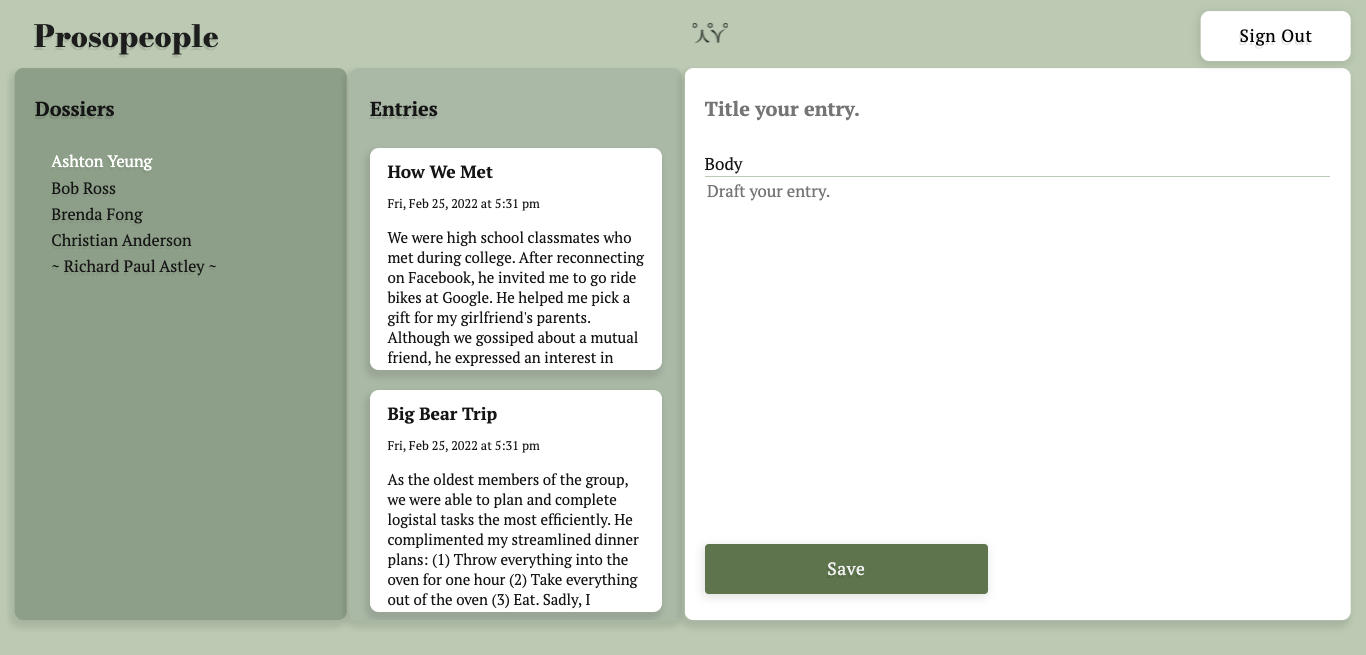 Prosopeople
Sign Out
Dossiers
Ashton Yeung
Bob Ross
Brenda Fong
Christian Anderson
~ Richard Paul Astley ~
Entries
How We Met
Fri, Feb 25, 2022 at 5:31 pm
We were high school classmates who
met during college. After reconnecting
on Facebook, he invited me to go ride
bikes at Google. He helped me pick a
gift for my girlfriend's parents.
Although we gossiped about a mutual
friend, he expressed an interest in
Big Bear Trip
Fri, Feb 25, 2022 at 5:31 pm
As the oldest members of the group,
we were able to plan and complete
logistal tasks the most efficiently. He
complimented my streamlined dinner
plans: (1) Throw everything into the
oven for one hour (2) Take everything
out of the oven (3) Eat. Sadly, I
Title your entry.
Body
Draft your entry.
Save